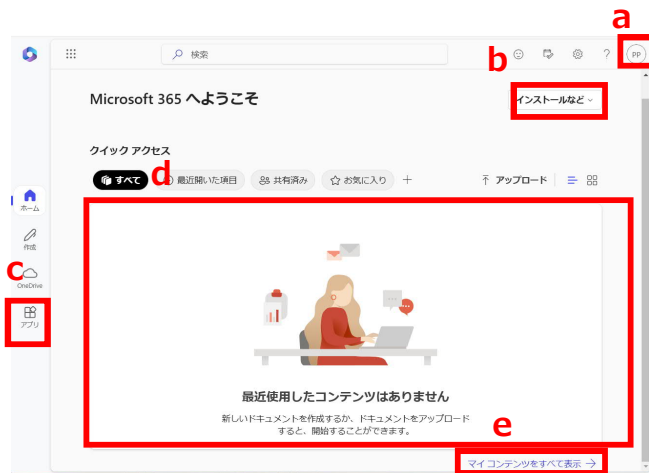 a
検索
?
PP
b
Microsoft 365 へようこそ
インストールなど
クイック アクセス
d
すべて
最近開いた項目
共有済み
お気に入り
アップロード
ホーム
作成
c
OneDrive
アプリ
最近使用したコンテンツはありません
新しいドキュメントを作成するか、ドキュメントをアップロード
すると、開始することができます。
e
マイ コンテンツをすべて表示 →